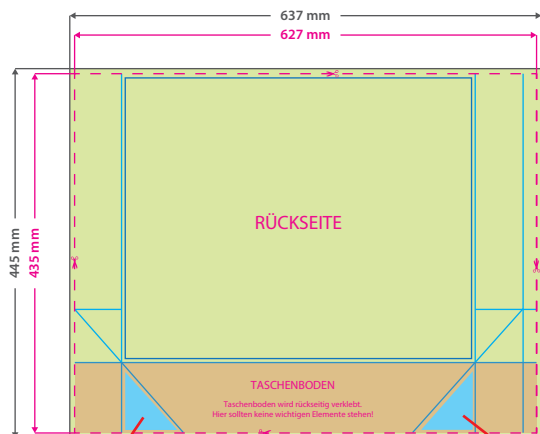 637 mm
627 mm
445 mm
435 mm
RÜCKSEITE
TASCHENBODEN
Taschenboden wird rückseitig verklebt.
Hier sollten keine wichtigen Elemente stehen!